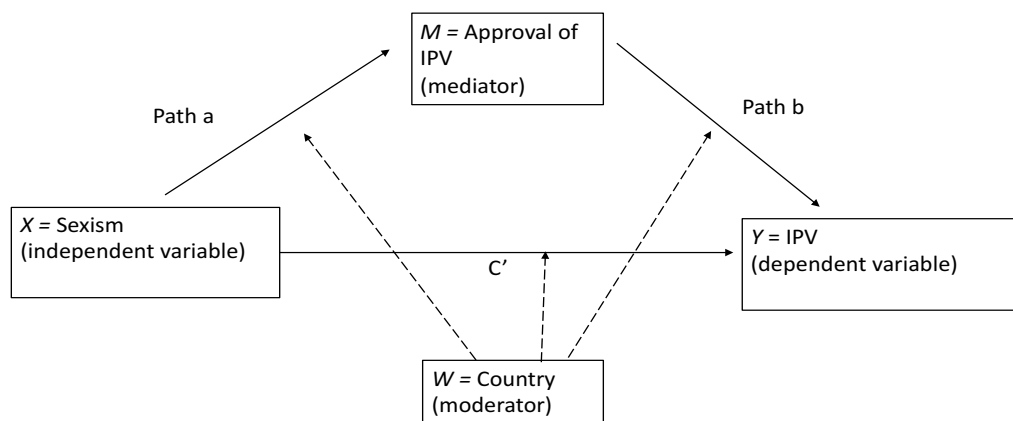 M = Approval of
IPV
(mediator)
Path a
Path b
X = Sexism
(independent variable)
Y = IPV
(dependent variable)
C’
W = Country
(moderator)